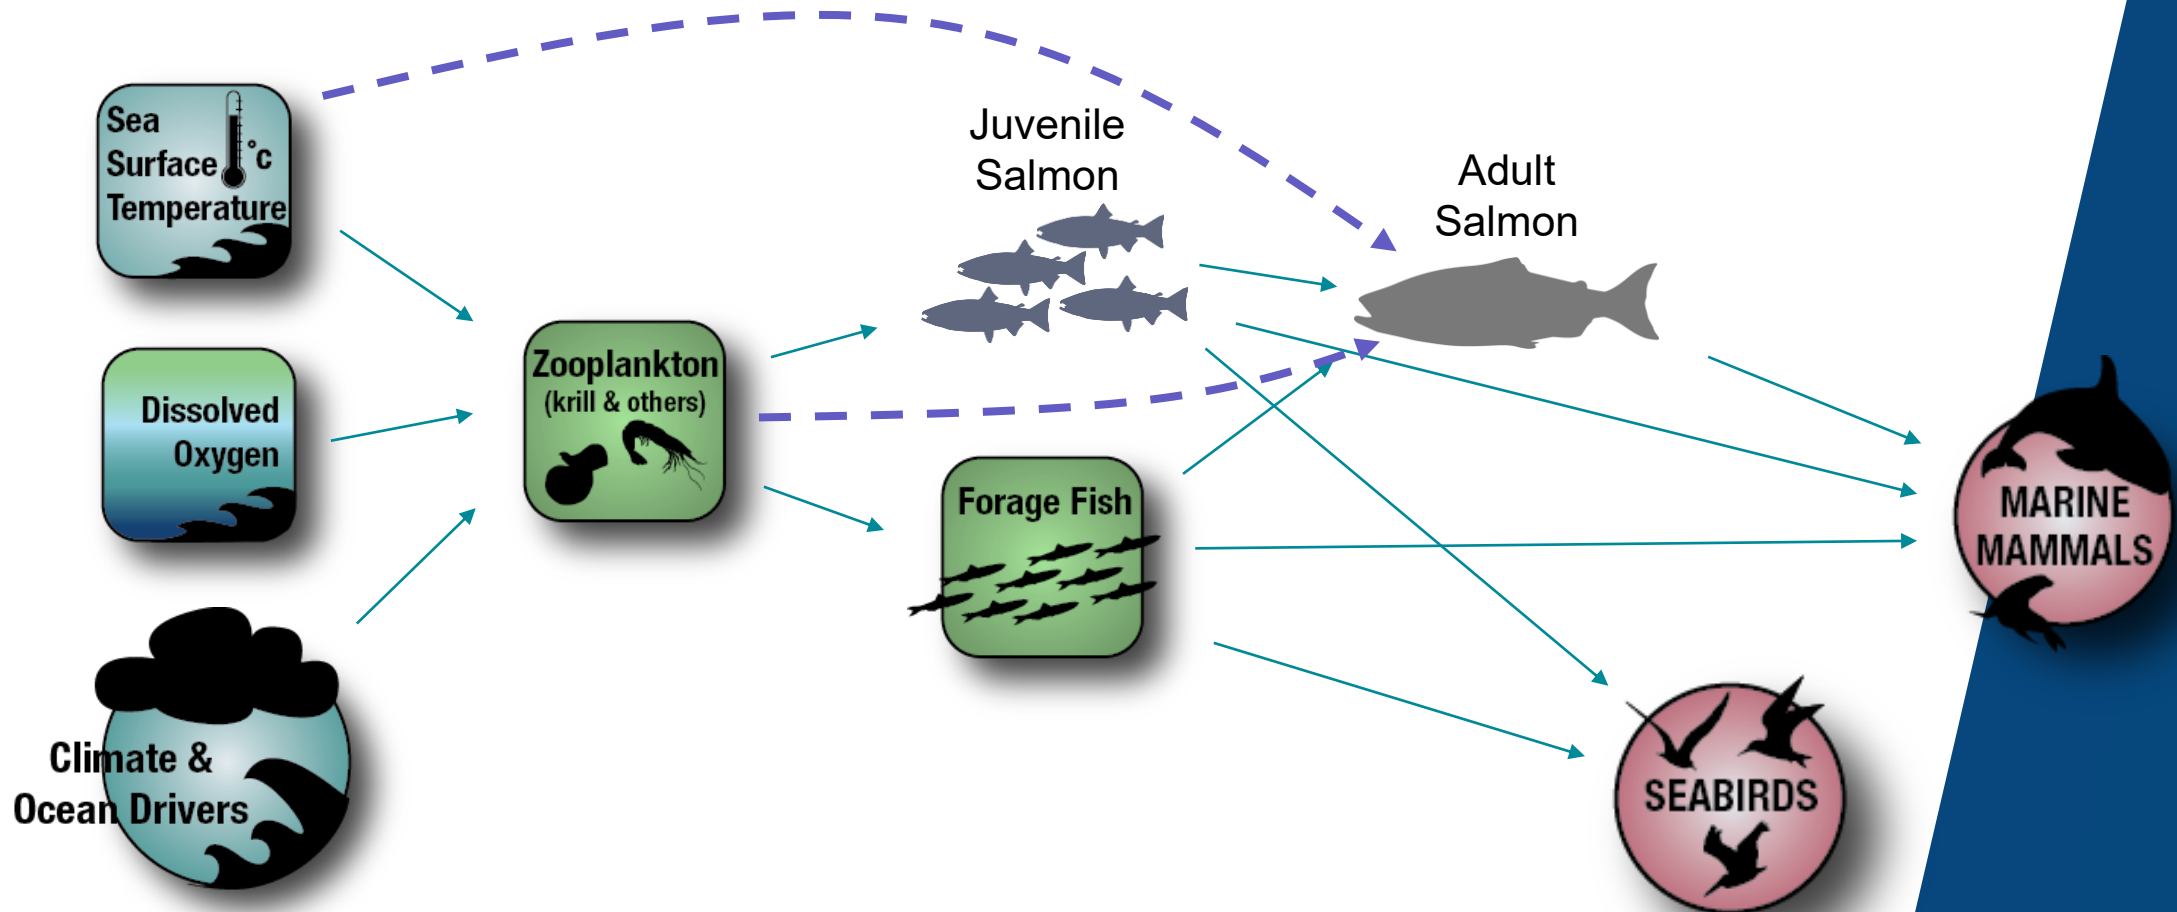 Sea
Surface °c
Temperature
Dissolved
Oxygen
Climate &
Ocean Drivers
Zooplankton
(krill & others)
Juvenile
Salmon
Forage Fish
Adult
Salmon
MARINE
MAMMALS
SEABIRDS